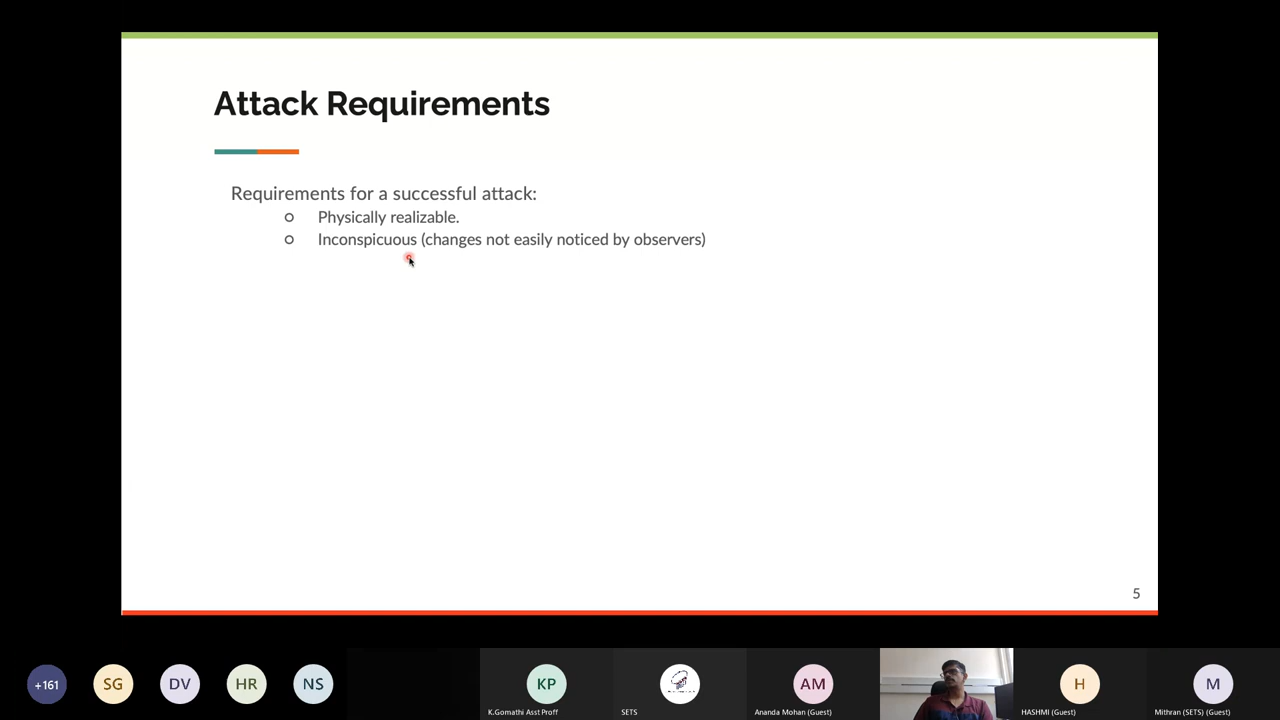 Attack Requirements
Requirements for a successful attack:
Physically realizable.
Inconspicuous (changes not easily noticed by observers)
5
+161
SG
DV
HR
NS
KP
AM
H
M
K.Gomathi Asst Proff
SETS
Ananda Mohan (Guest)
HASHMI (Guest)
Mithran (SETS) (Guest)